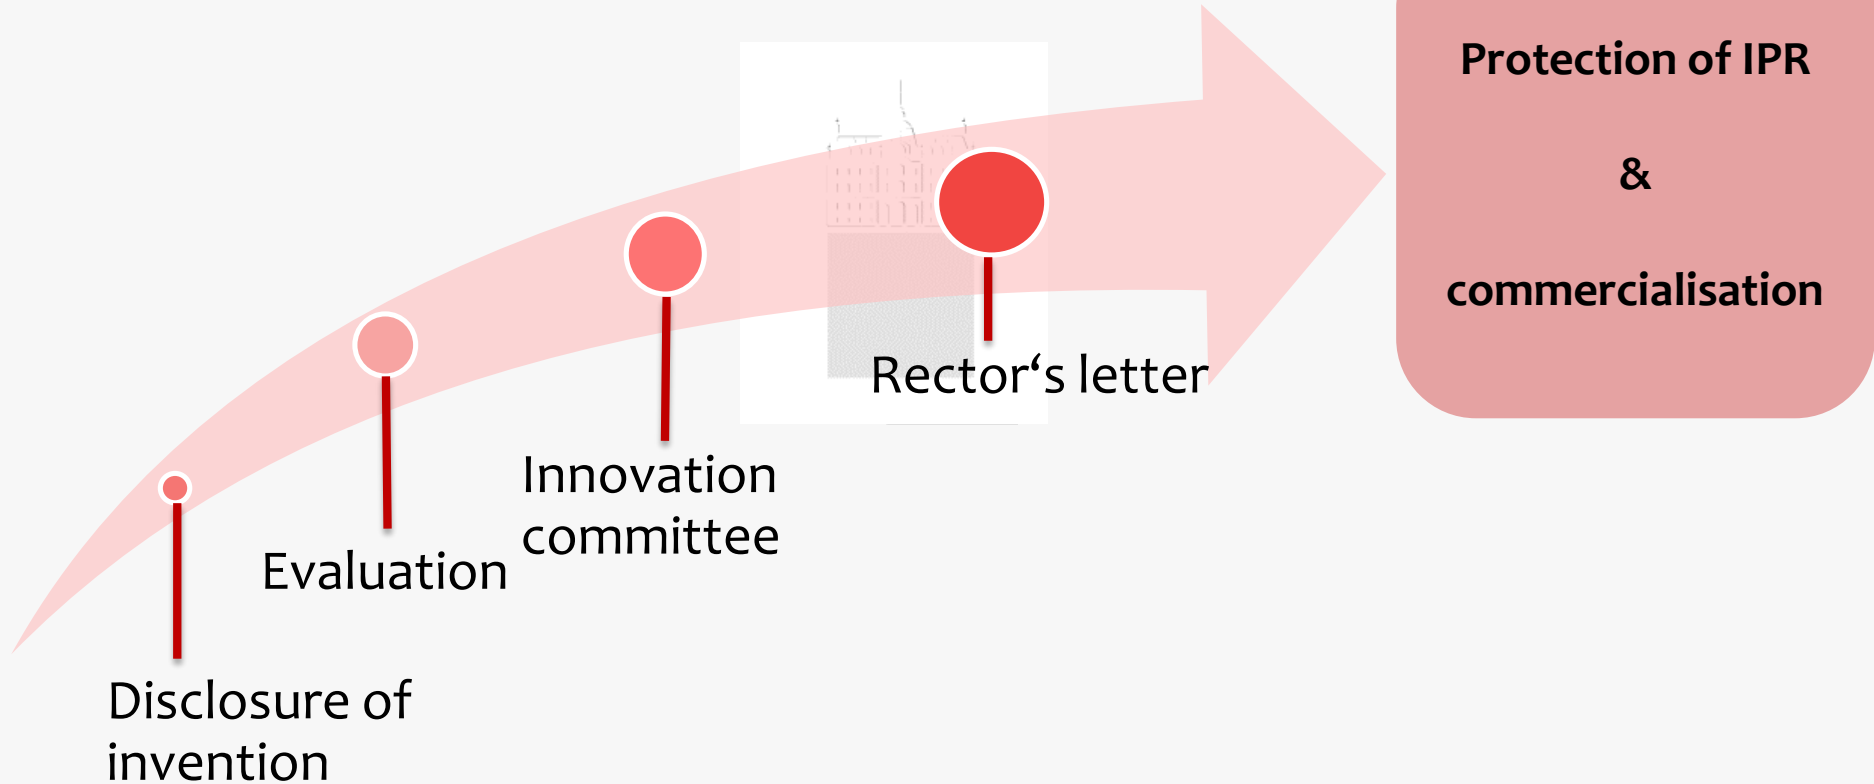 Disclosure of
invention
Evaluation
Innovation
committee
Rector‘s letter
Protection of IPR
&
commercialisation